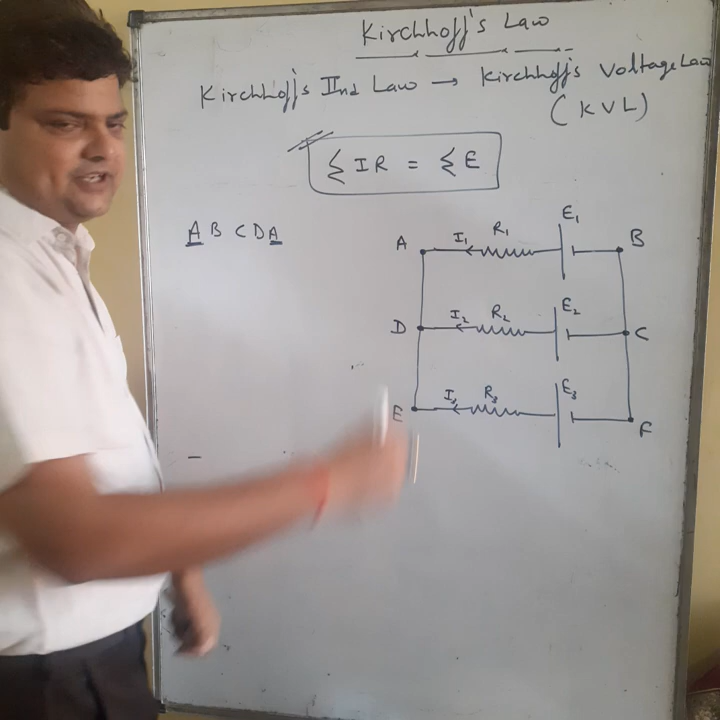 Kirchhoff's Law
Kirchhoff's IInd Law → Kirchhoff's Voltage Law
(KVL)
ΣIR = ΣE
A B C D A
A I₁ R₁ E₁ B
D I₂ R₂ E₂ C
E I₃ R₃ E₃ F